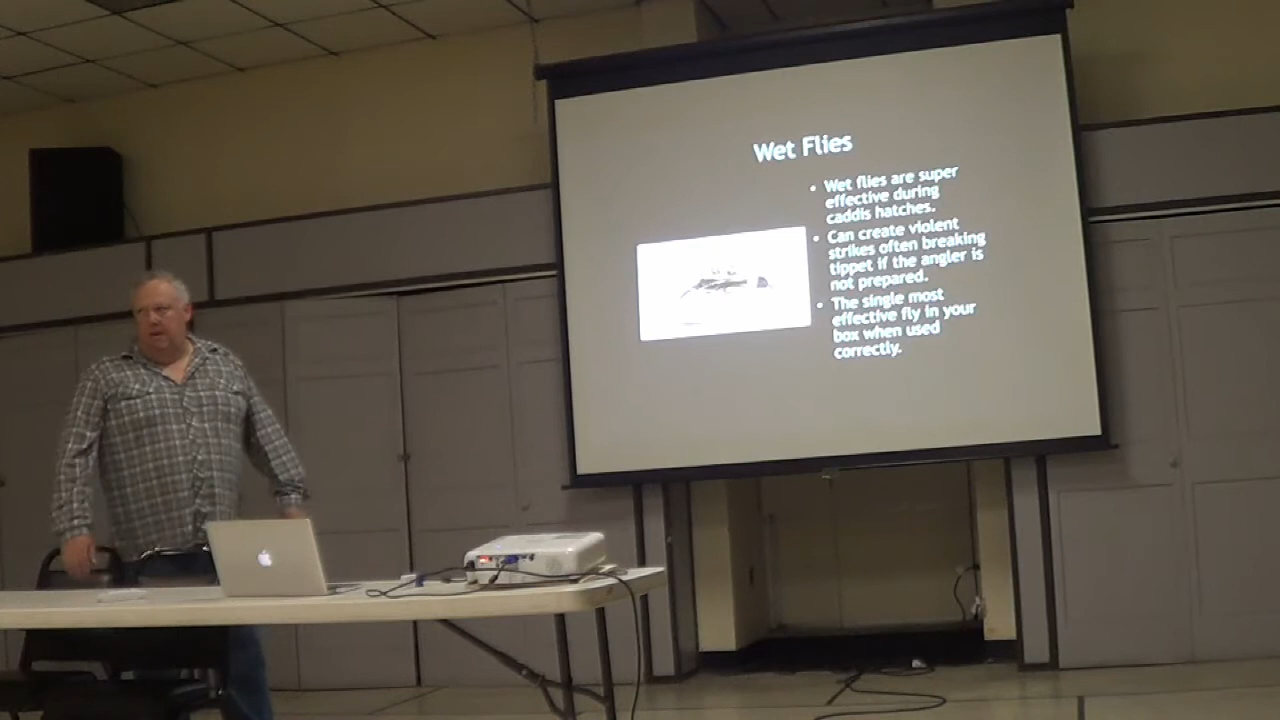 Wet Flies
• Wet flies are super
effective during
caddis hatches.
• Can create violent
strikes often breaking
tippet if the angler is
not prepared.
• The single most
effective fly in your
box when used
correctly.